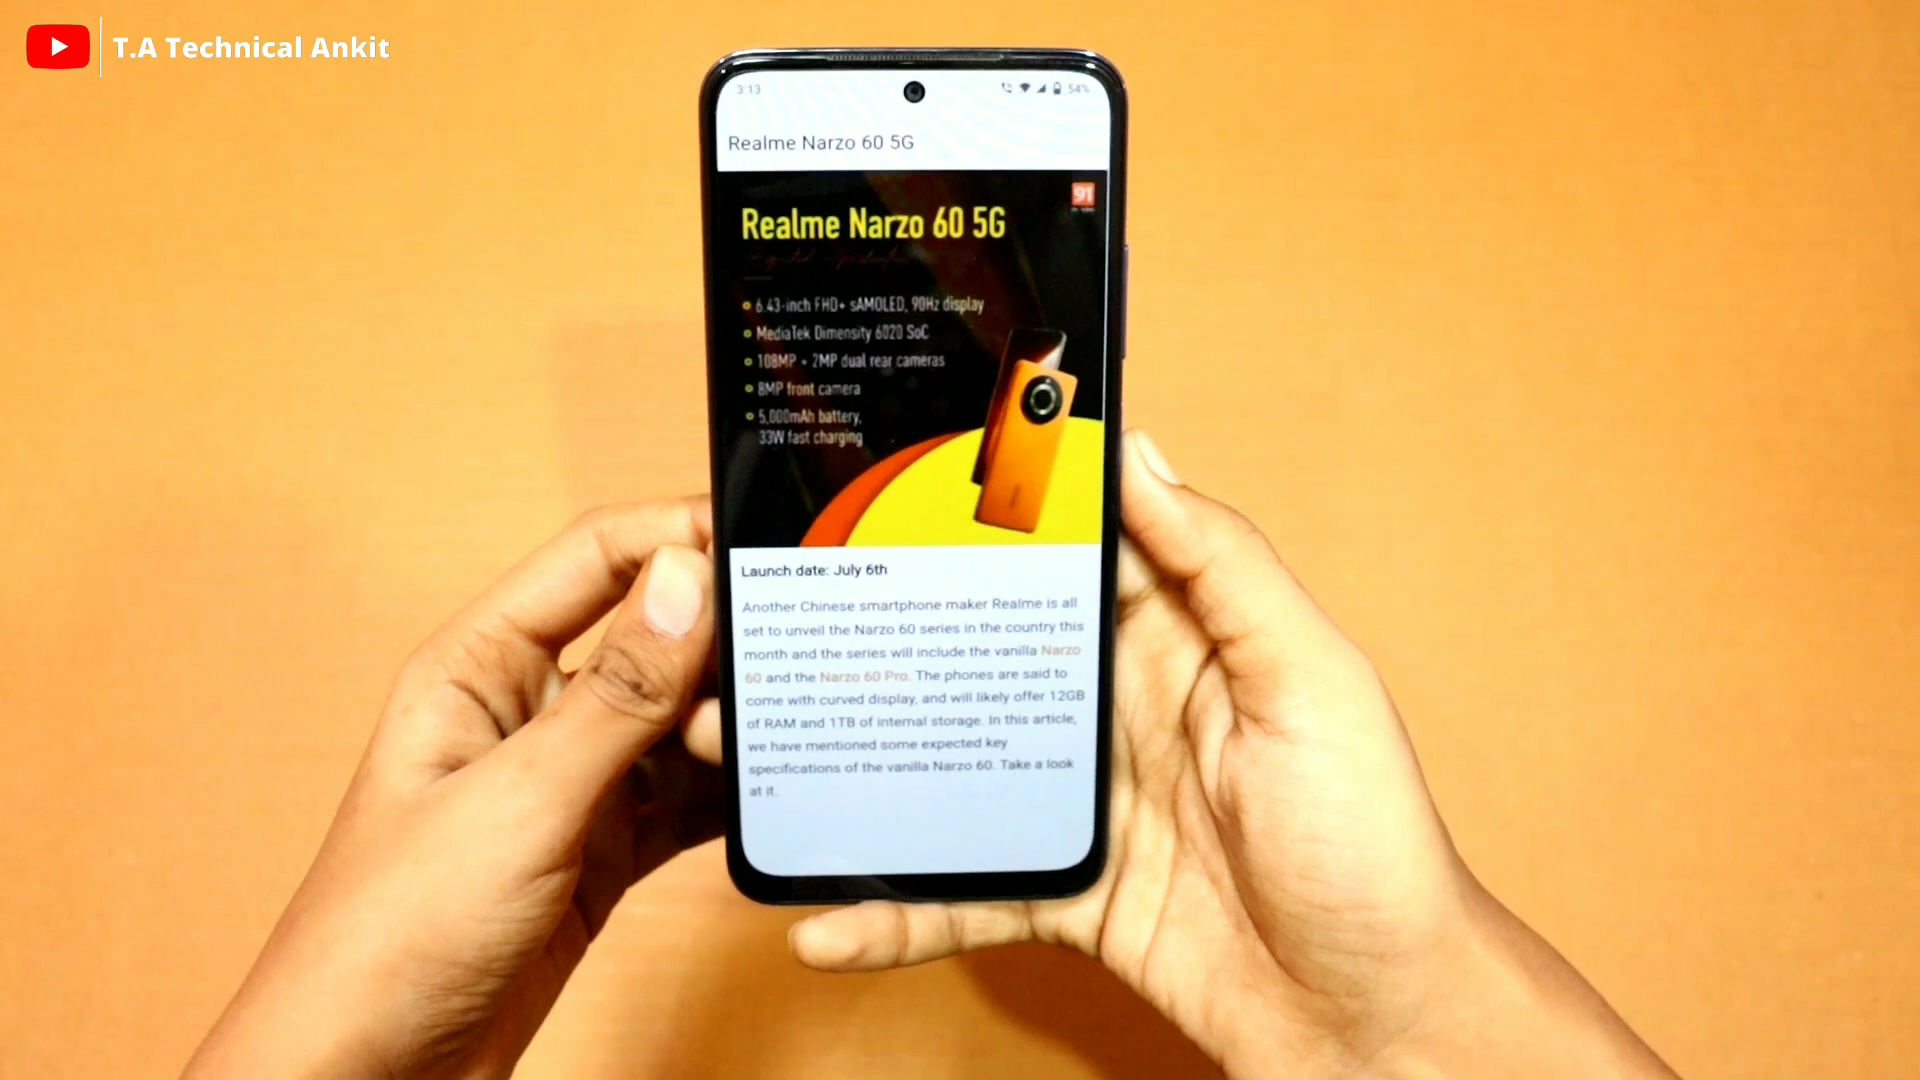 T.A Technical Ankit
3:13
54%
Realme Narzo 60 5G
91
Realme Narzo 60 5G
6.43-inch FHD+ sAMOLED, 90Hz display
MediaTek Dimensity 6020 SoC
108MP + 2MP dual rear cameras
8MP front camera
5,000mAh battery,
33W fast charging
Launch date: July 6th
Another Chinese smartphone maker Realme is all
set to unveil the Narzo 60 series in the country this
month and the series will include the vanilla Narzo
60 and the Narzo 60 Pro. The phones are said to
come with curved display, and will likely offer 12GB
of RAM and 1TB of internal storage. In this article,
we have mentioned some expected key
specifications of the vanilla Narzo 60. Take a look
at it.